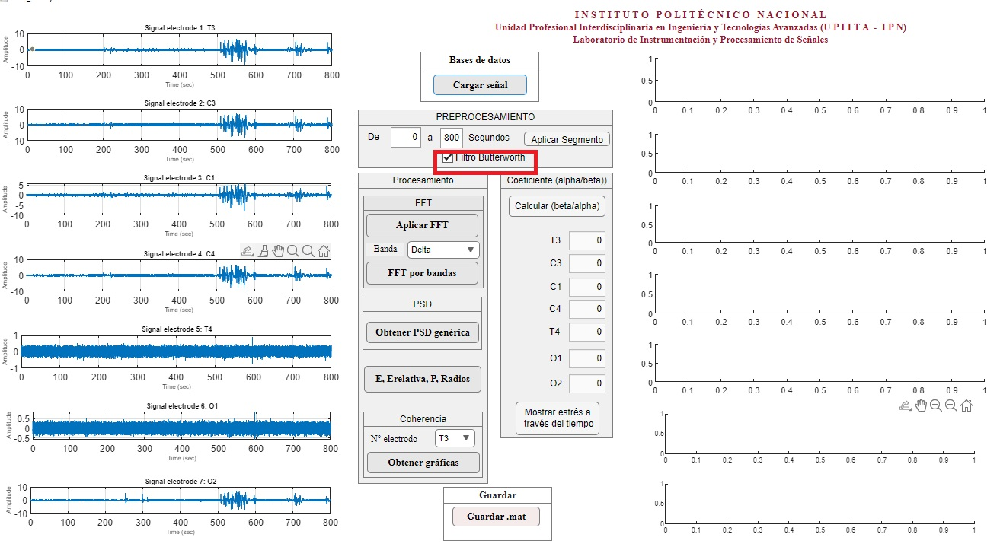 INSTITUTO POLITÉCNICO NACIONAL
Unidad Profesional Interdisciplinaria en Ingeniería y Tecnologías Avanzadas (U P I I T A - I P N)
Laboratorio de Instrumentación y Procesamiento de Señales
Signal electrode 1: T3
Amplitude
10
0
-10
0 100 200 300 400 500 600 700 800
Time (sec)
Signal electrode 2: C3
Amplitude
10
0
-10
0 100 200 300 400 500 600 700 800
Time (sec)
Signal electrode 3: C1
Amplitude
5
0
-5
-10
0 100 200 300 400 500 600 700 800
Time (sec)
Signal electrode 4: C4
Amplitude
10
0
-10
0 100 200 300 400 500 600 700 800
Time (sec)
Signal electrode 5: T4
Amplitude
1
0
-1
0 100 200 300 400 500 600 700 800
Time (sec)
Signal electrode 6: O1
Amplitude
0.5
0
-0.5
0 100 200 300 400 500 600 700 800
Time (sec)
Signal electrode 7: O2
Amplitude
10
0
-10
0 100 200 300 400 500 600 700 800
Time (sec)
Bases de datos
Cargar señal
PREPROCESAMIENTO
De 0 a 800 Segundos Aplicar Segmento
Filtro Butterworth
Procesamiento
FFT
Aplicar FFT
Banda Delta
FFT por bandas
PSD
Obtener PSD genérica
E, Erelativa, P, Radios
Coherencia
N° electrodo T3
Obtener gráficas
Coeficiente (alpha/beta))
Calcular (beta/alpha)
T3 0
C3 0
C1 0
C4 0
T4 0
O1 0
O2 0
Mostrar estrés a
través del tiempo
Guardar
Guardar .mat
1
0.5
0
0 0.1 0.2 0.3 0.4 0.5 0.6 0.7 0.8 0.9 1
1
0.5
0
0 0.1 0.2 0.3 0.4 0.5 0.6 0.7 0.8 0.9 1
1
0.5
0
0 0.1 0.2 0.3 0.4 0.5 0.6 0.7 0.8 0.9 1
1
0.5
0
0 0.1 0.2 0.3 0.4 0.5 0.6 0.7 0.8 0.9 1
1
0.5
0
0 0.1 0.2 0.3 0.4 0.5 0.6 0.7 0.8 0.9 1
1
0.5
0
0 0.1 0.2 0.3 0.4 0.5 0.6 0.7 0.8 0.9 1
1
0.5
0
0 0.1 0.2 0.3 0.4 0.5 0.6 0.7 0.8 0.9 1